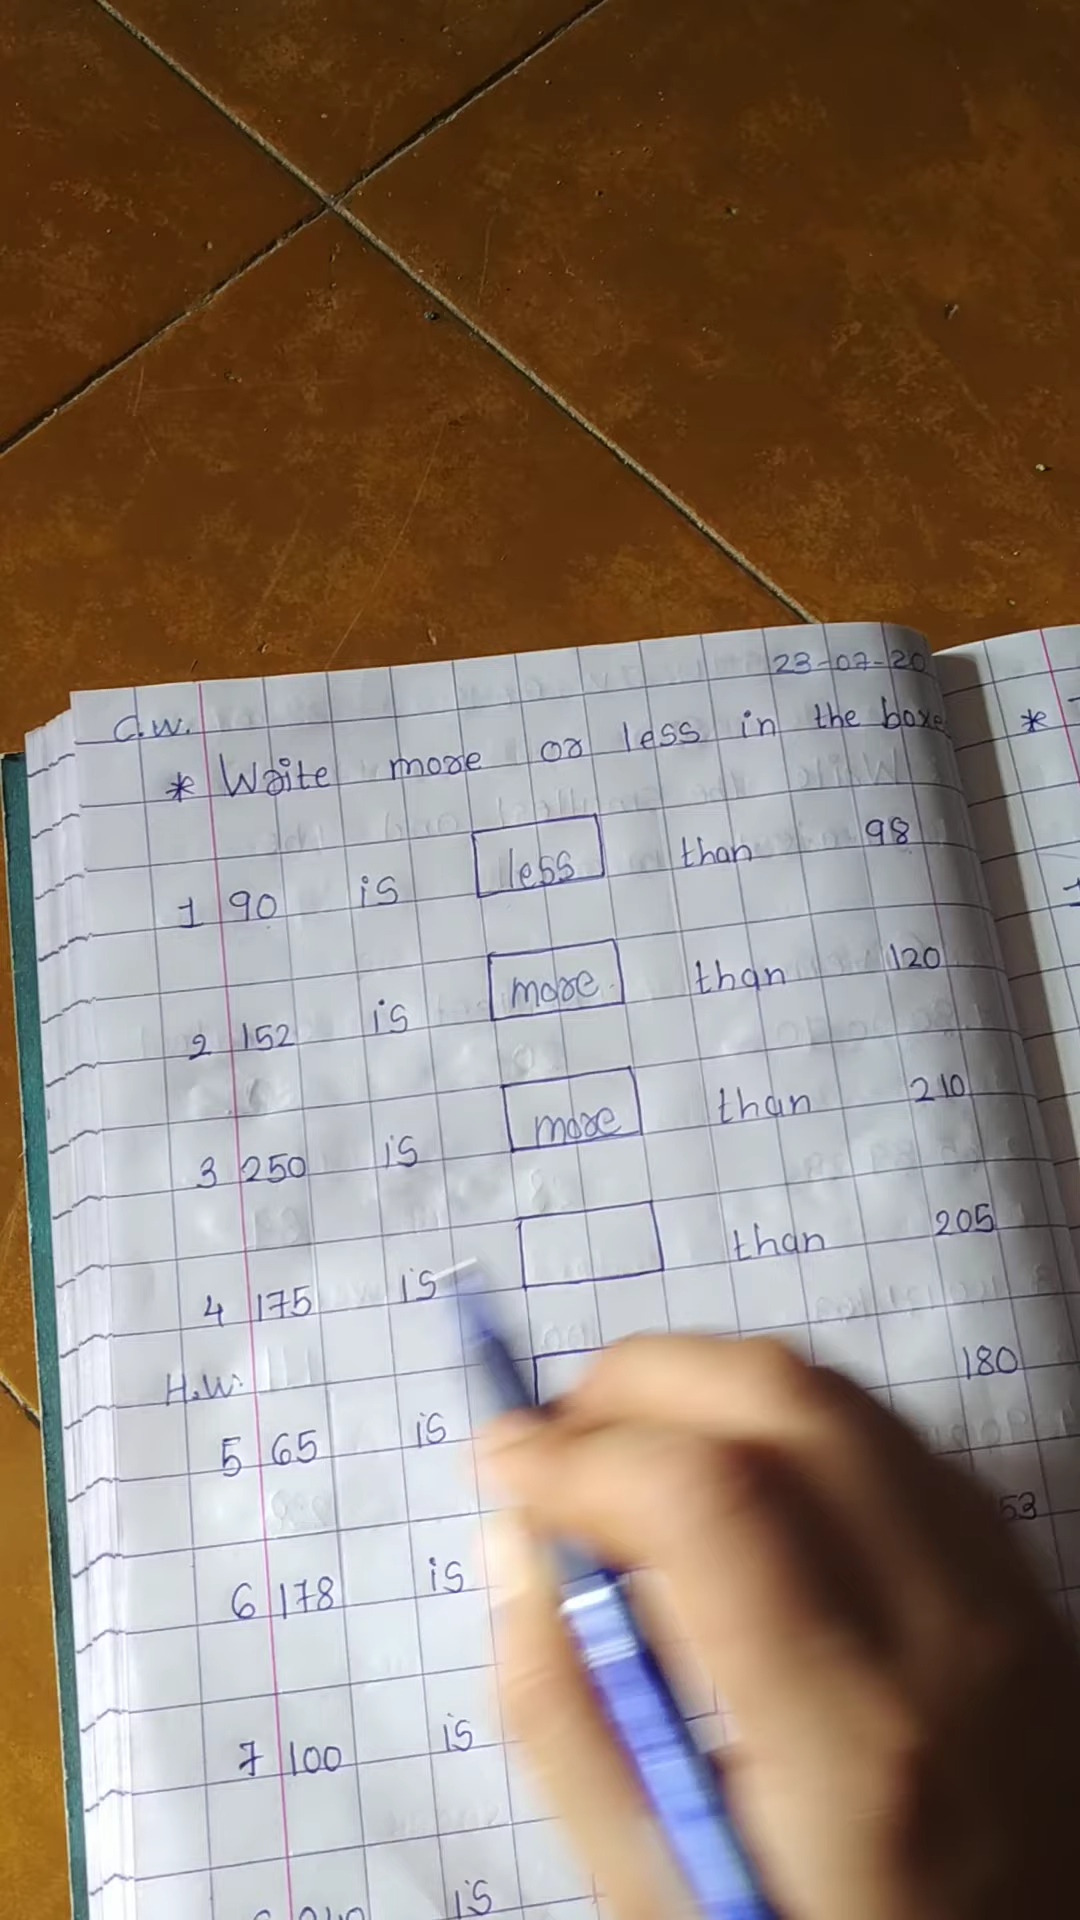 23-07-20
C.W.
* Write more or less in the boxe
1 90 is less than 98
2 152 is more than 120
3 250 is more than 210
4 175 is than 205
H.W.
5 65 is 180
6 178 is 53
7 100 is
is
*